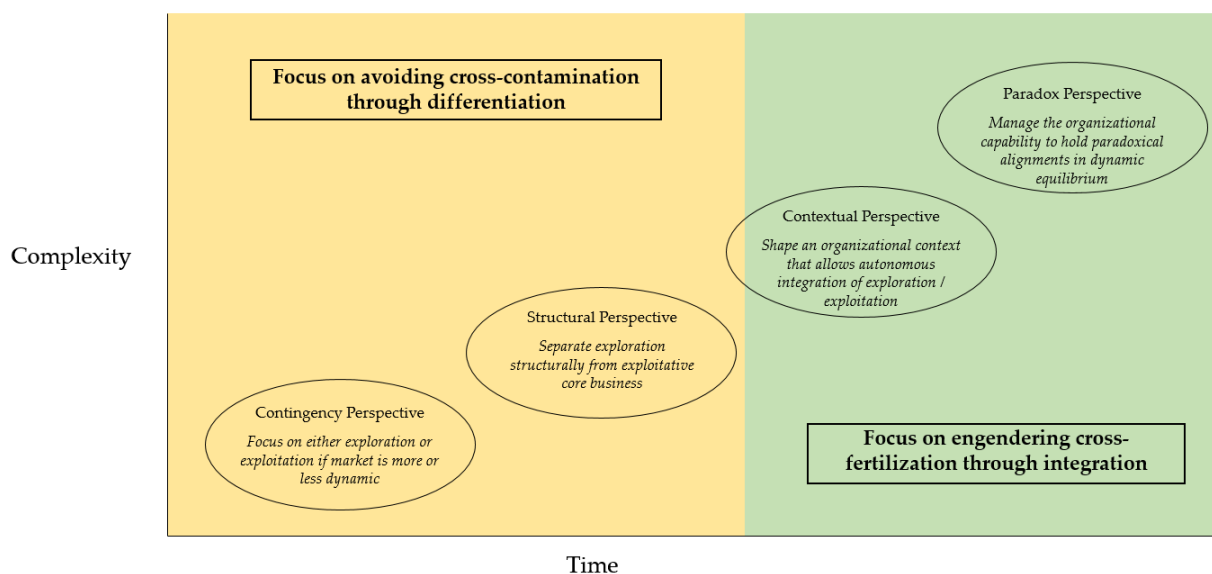 Focus on avoiding cross-contamination
through differentiation
Paradox Perspective
Manage the organizational
capability to hold paradoxical
alignments in dynamic
equilibrium
Contextual Perspective
Shape an organizational context
that allows autonomous
integration of exploration /
exploitation
Complexity
Structural Perspective
Separate exploration
structurally from exploitative
core business
Contingency Perspective
Focus on either exploration or
exploitation if market is more or
less dynamic
Focus on engendering cross-
fertilization through integration
Time